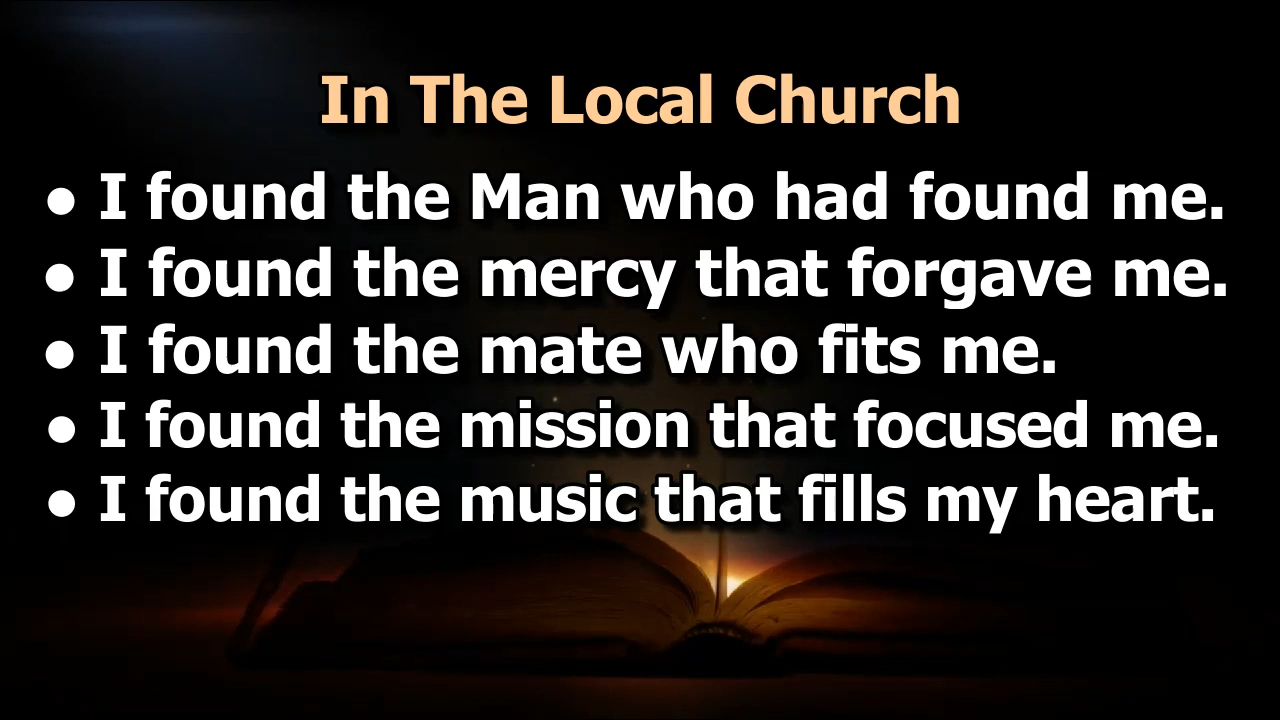 In The Local Church
● I found the Man who had found me.
● I found the mercy that forgave me.
● I found the mate who fits me.
● I found the mission that focused me.
● I found the music that fills my heart.